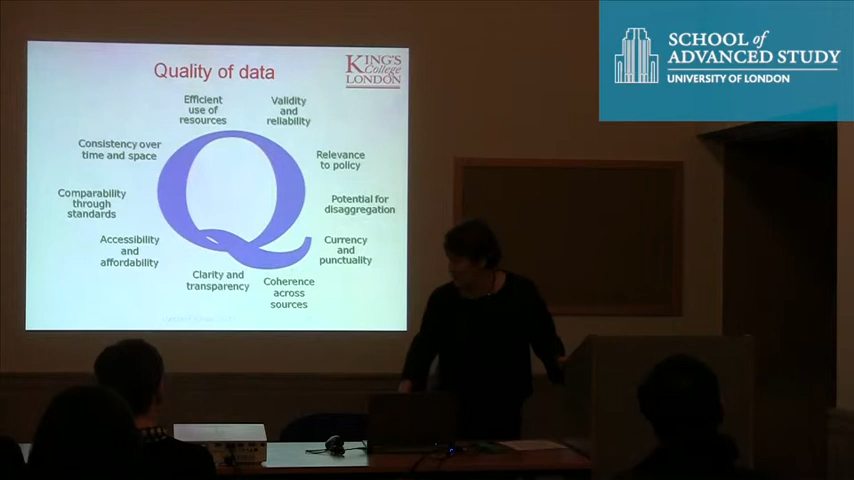 SCHOOL of
ADVANCED STUDY
UNIVERSITY OF LONDON
Quality of data
KING'S
College
LONDON
Efficient
use of
resources
Validity
and
reliability
Consistency over
time and space
Relevance
to policy
Comparability
through
standards
Potential for
disaggregation
Accessibility
and
affordability
Currency
and
punctuality
Clarity and
transparency
Coherence
across
sources
Q